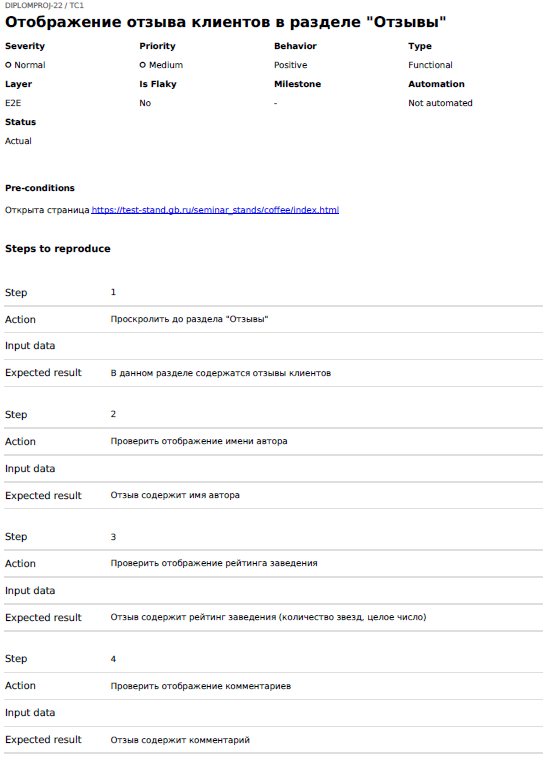 DIPLOMPROJ-22 / TC1
Отображение отзыва клиентов в разделе "Отзывы"
Severity Priority Behavior Type
Normal Medium Positive Functional
Layer Is Flaky Milestone Automation
E2E No - Not automated
Status
Actual
Pre-conditions
Открыта страница https://test-stand.gb.ru/seminar_stands/coffee/index.html
Steps to reproduce
Step 1
Action Проскролить до раздела "Отзывы"
Input data
Expected result В данном разделе содержатся отзывы клиентов
Step 2
Action Проверить отображение имени автора
Input data
Expected result Отзыв содержит имя автора
Step 3
Action Проверить отображение рейтинга заведения
Input data
Expected result Отзыв содержит рейтинг заведения (количество звезд, целое число)
Step 4
Action Проверить отображение комментариев
Input data
Expected result Отзыв содержит комментарий